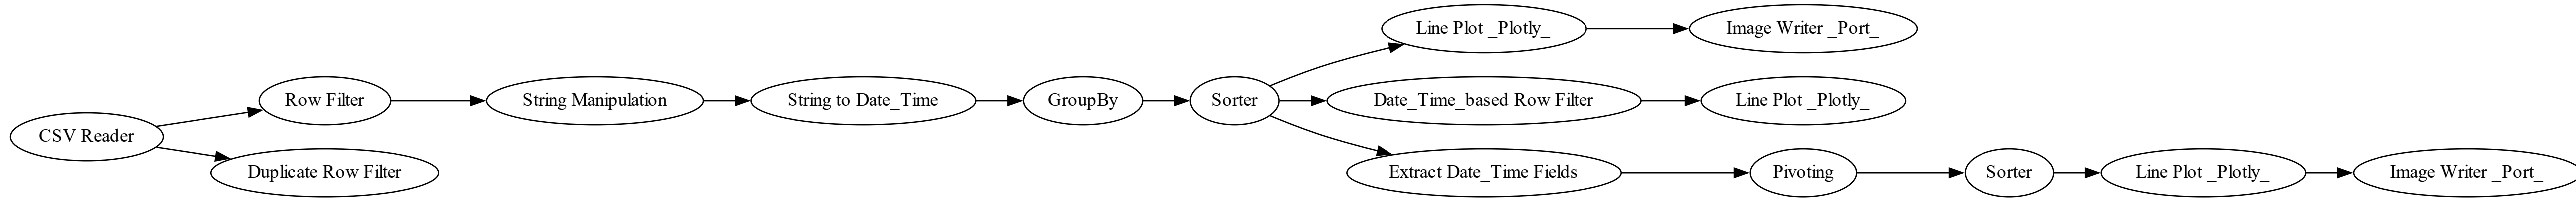 Line Plot _Plotly_
Image Writer _Port_
Row Filter
String Manipulation
String to Date_Time
GroupBy
Sorter
Date_Time_based Row Filter
Line Plot _Plotly_
CSV Reader
Duplicate Row Filter
Extract Date_Time Fields
Pivoting
Sorter
Line Plot _Plotly_
Image Writer _Port_